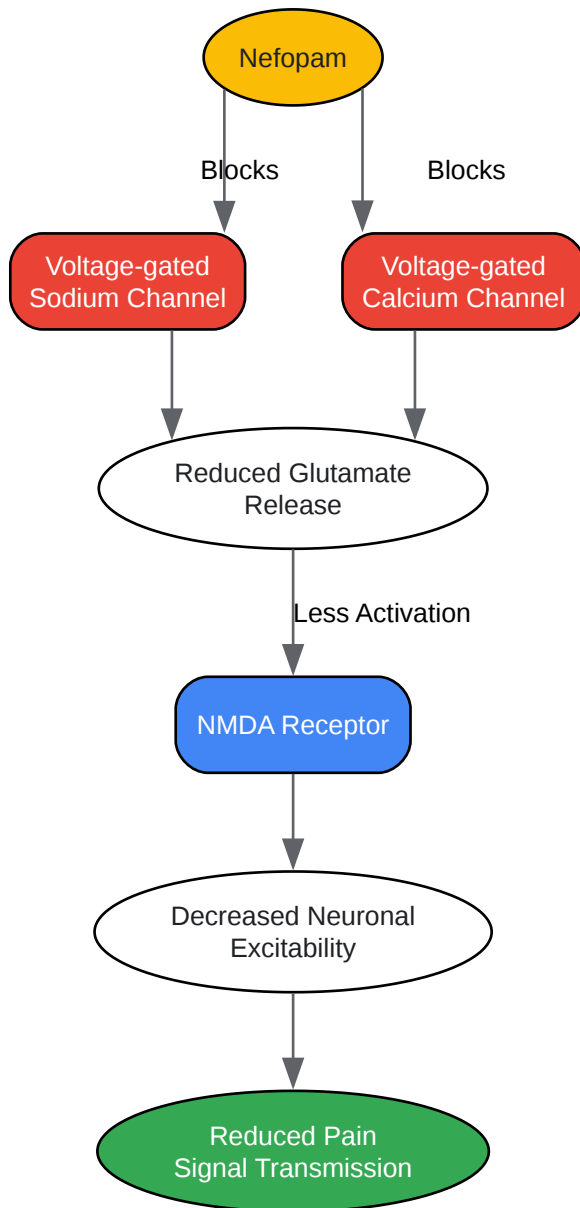 Nefopam
Blocks
Blocks
Voltage-gated
Sodium Channel
Voltage-gated
Calcium Channel
Reduced Glutamate
Release
Less Activation
NMDA Receptor
Decreased Neuronal
Excitability
Reduced Pain
Signal Transmission